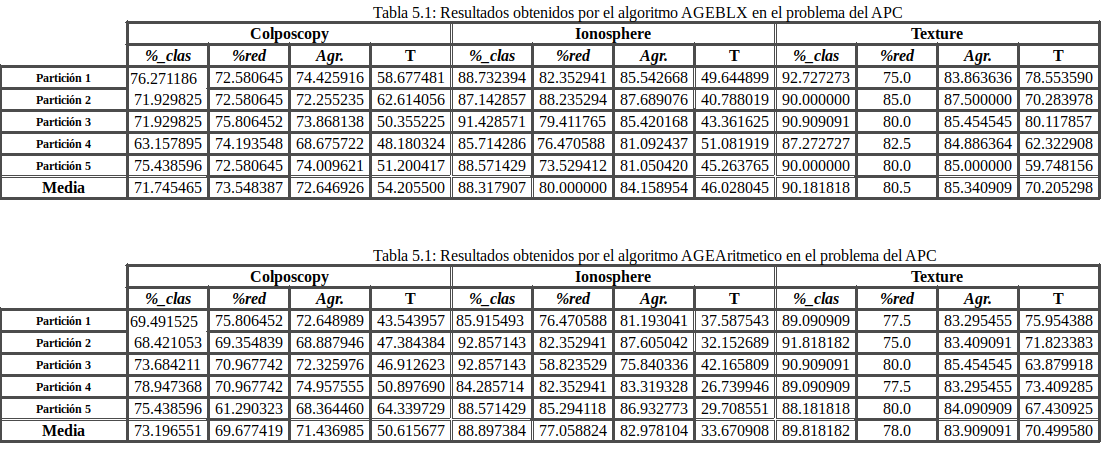 Tabla 5.1: Resultados obtenidos por el algoritmo AGEBLX en el problema del APC
Colposcopy Ionosphere Texture
%_clas %red Agr. T %_clas %red Agr. T %_clas %red Agr. T
Partición 1 76.271186 72.580645 74.425916 58.677481 88.732394 82.352941 85.542668 49.644899 92.727273 75.0 83.863636 78.553590
Partición 2 71.929825 72.580645 72.255235 62.614056 87.142857 88.235294 87.689076 40.788019 90.000000 85.0 87.500000 70.283978
Partición 3 71.929825 75.806452 73.868138 50.355225 91.428571 79.411765 85.420168 43.361625 90.909091 80.0 85.454545 80.117857
Partición 4 63.157895 74.193548 68.675722 48.180324 85.714286 76.470588 81.092437 51.081919 87.272727 82.5 84.886364 62.322908
Partición 5 75.438596 72.580645 74.009621 51.200417 88.571429 73.529412 81.050420 45.263765 90.000000 80.0 85.000000 59.748156
Media 71.745465 73.548387 72.646926 54.205500 88.317907 80.000000 84.158954 46.028045 90.181818 80.5 85.340909 70.205298
Tabla 5.1: Resultados obtenidos por el algoritmo AGEAritmetico en el problema del APC
Colposcopy Ionosphere Texture
%_clas %red Agr. T %_clas %red Agr. T %_clas %red Agr. T
Partición 1 69.491525 75.806452 72.648989 43.543957 85.915493 76.470588 81.193041 37.587543 89.090909 77.5 83.295455 75.954388
Partición 2 68.421053 69.354839 68.887946 47.384384 92.857143 82.352941 87.605042 32.152689 91.818182 75.0 83.409091 71.823383
Partición 3 73.684211 70.967742 72.325976 46.912623 92.857143 58.823529 75.840336 42.165809 90.909091 80.0 85.454545 63.879918
Partición 4 78.947368 70.967742 74.957555 50.897690 84.285714 82.352941 83.319328 26.739946 89.090909 77.5 83.295455 73.409285
Partición 5 75.438596 61.290323 68.364460 64.339729 88.571429 85.294118 86.932773 29.708551 88.181818 80.0 84.090909 67.430925
Media 73.196551 69.677419 71.436985 50.615677 88.897384 77.058824 82.978104 33.670908 89.818182 78.0 83.909091 70.499580